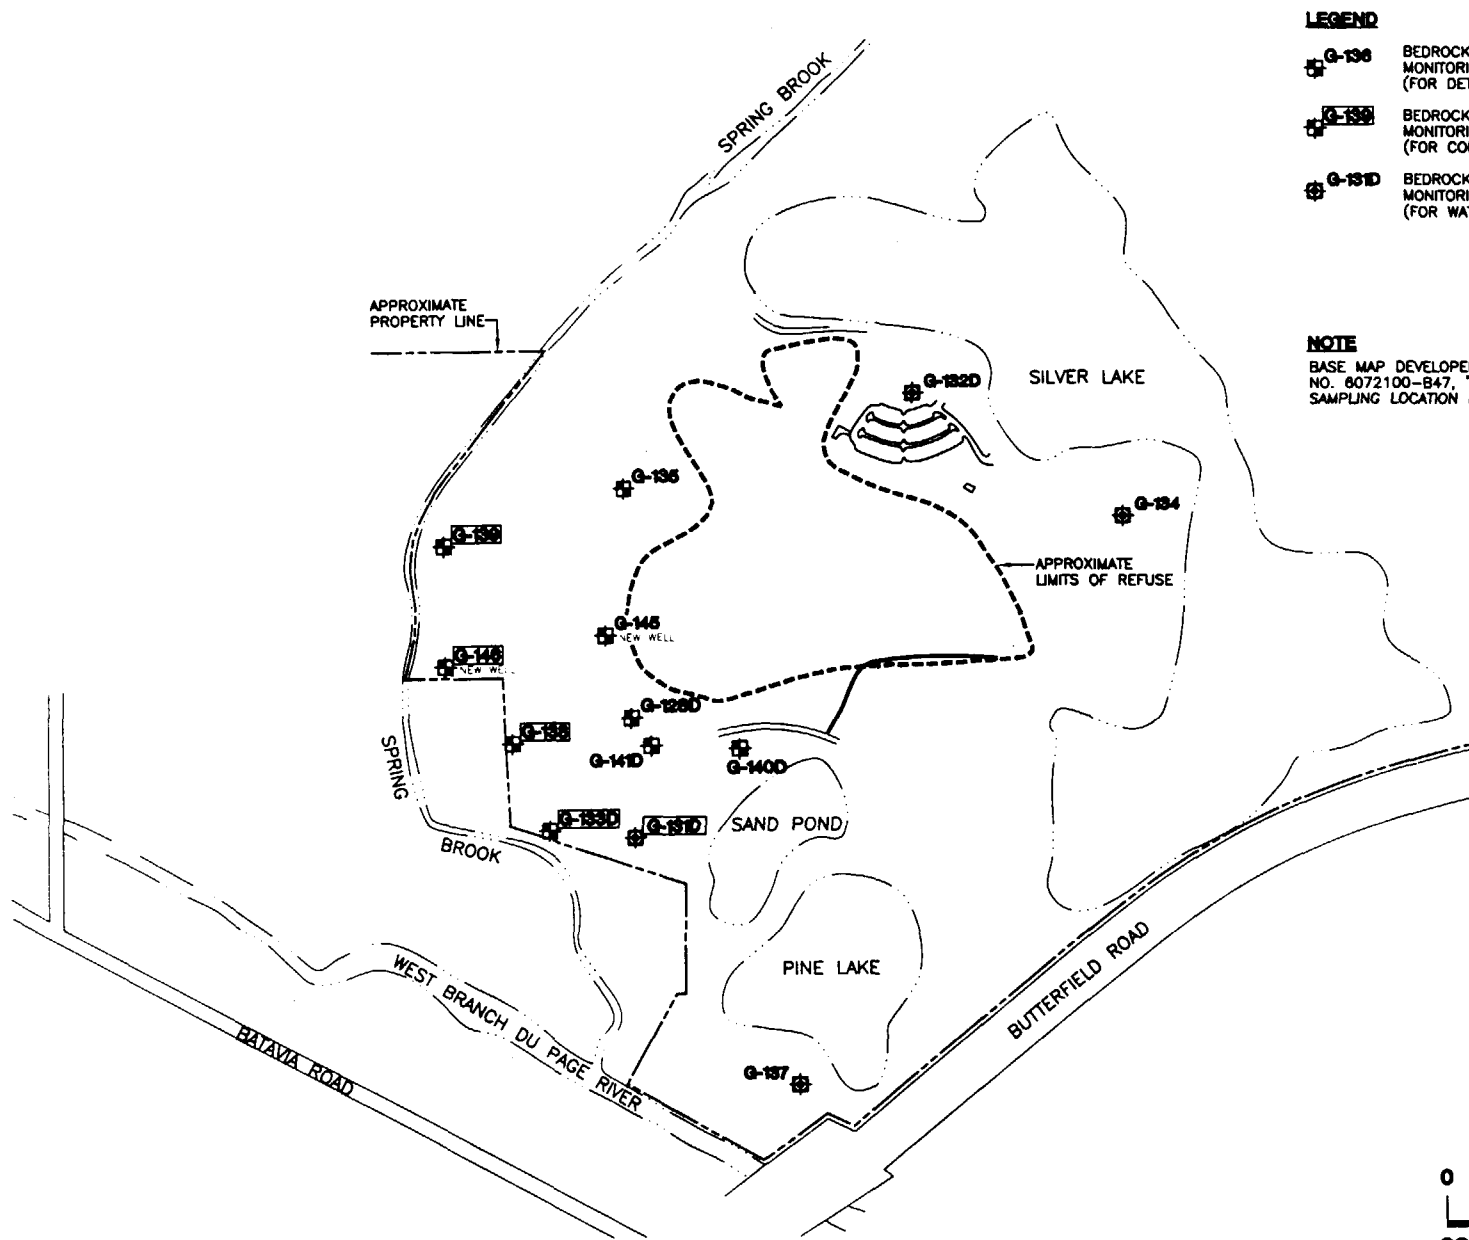 LEGEND
G-136
BEDROCK
MONITORI
(FOR DET
G-139
BEDROCK
MONITORI
(FOR CO
G-131D
BEDROCK
MONITORI
(FOR WA
NOTE
BASE MAP DEVELOPE
NO. 6072100-B47,
SAMPLING LOCATION
SPRING BROOK
APPROXIMATE
PROPERTY LINE
G-132D
SILVER LAKE
G-135
G-134
G-139
APPROXIMATE
LIMITS OF REFUSE
G-145
NEW WELL
G-146
NEW WELL
G-128D
G-138
G-141D
G-140D
SPRING
BROOK
G-133D
G-131D
SAND POND
PINE LAKE
WEST BRANCH DU PAGE RIVER
BUTTERFIELD ROAD
BATAVIA ROAD
G-137
0